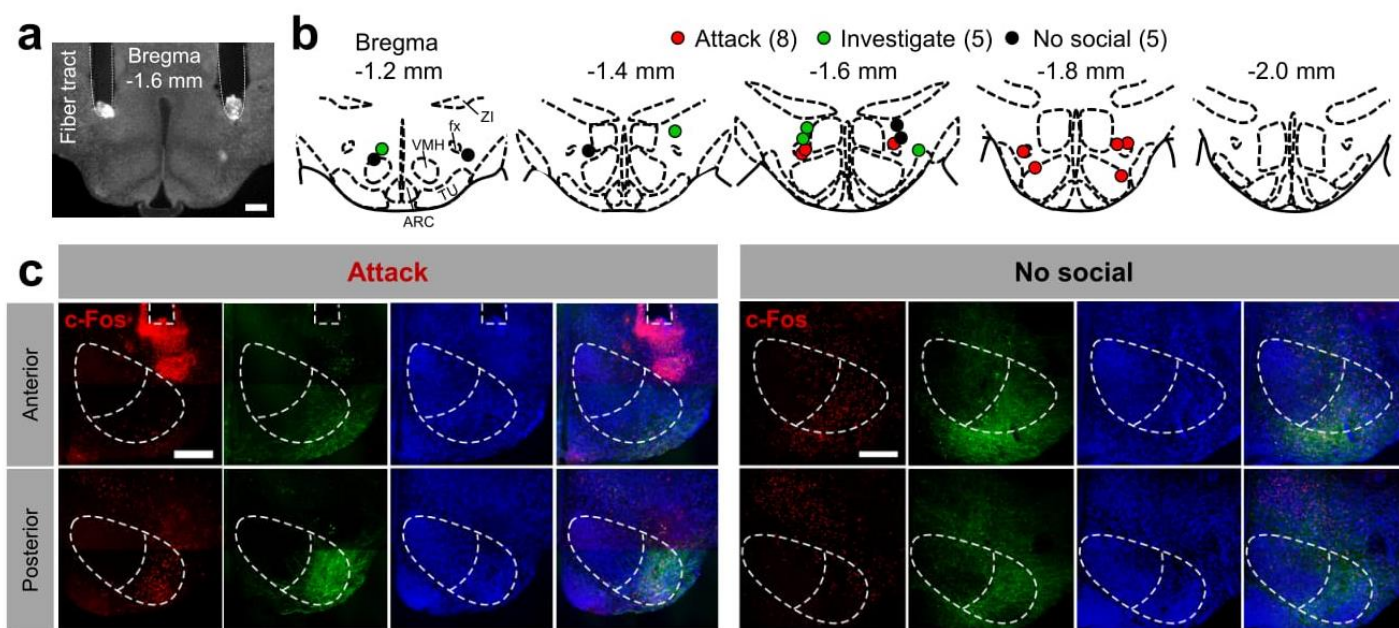 a
Fiber tract
Bregma
-1.6 mm
b
Attack (8) Investigate (5) No social (5)
Bregma
-1.2 mm
-1.4 mm
-1.6 mm
-1.8 mm
-2.0 mm
ZI
fx
VMH
TU
ARC
c
Attack
No social
Anterior
c-Fos
c-Fos
Posterior